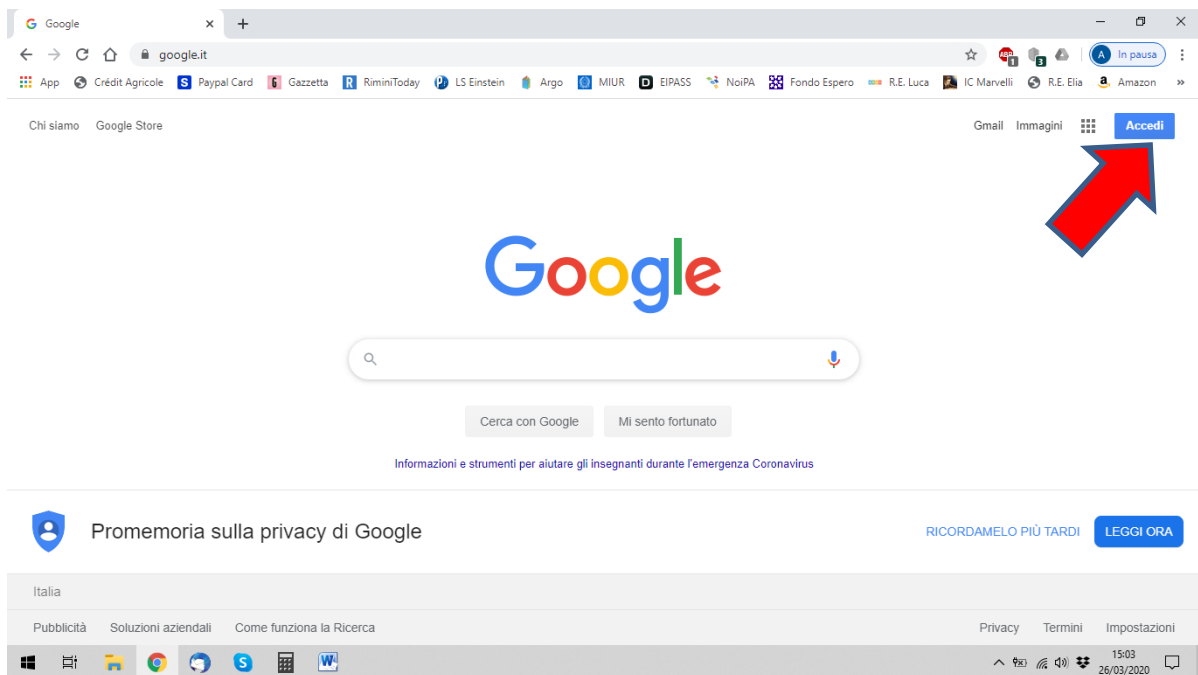 Google
google.it
ABP 1 3 A In pausa
App Crédit Agricole S Paypal Card G Gazzetta R RiminiToday LS Einstein Argo MIUR D EIPASS NoiPA Fondo Espero R.E. Luca IC Marvelli R.E. Elia a Amazon »
Chi siamo Google Store Gmail Immagini Accedi
Google
Cerca con Google Mi sento fortunato
Informazioni e strumenti per aiutare gli insegnanti durante l'emergenza Coronavirus
Promemoria sulla privacy di Google RICORDAMELO PIÙ TARDI LEGGI ORA
Italia
Pubblicità Soluzioni aziendali Come funziona la Ricerca Privacy Termini Impostazioni
15:03
26/03/2020